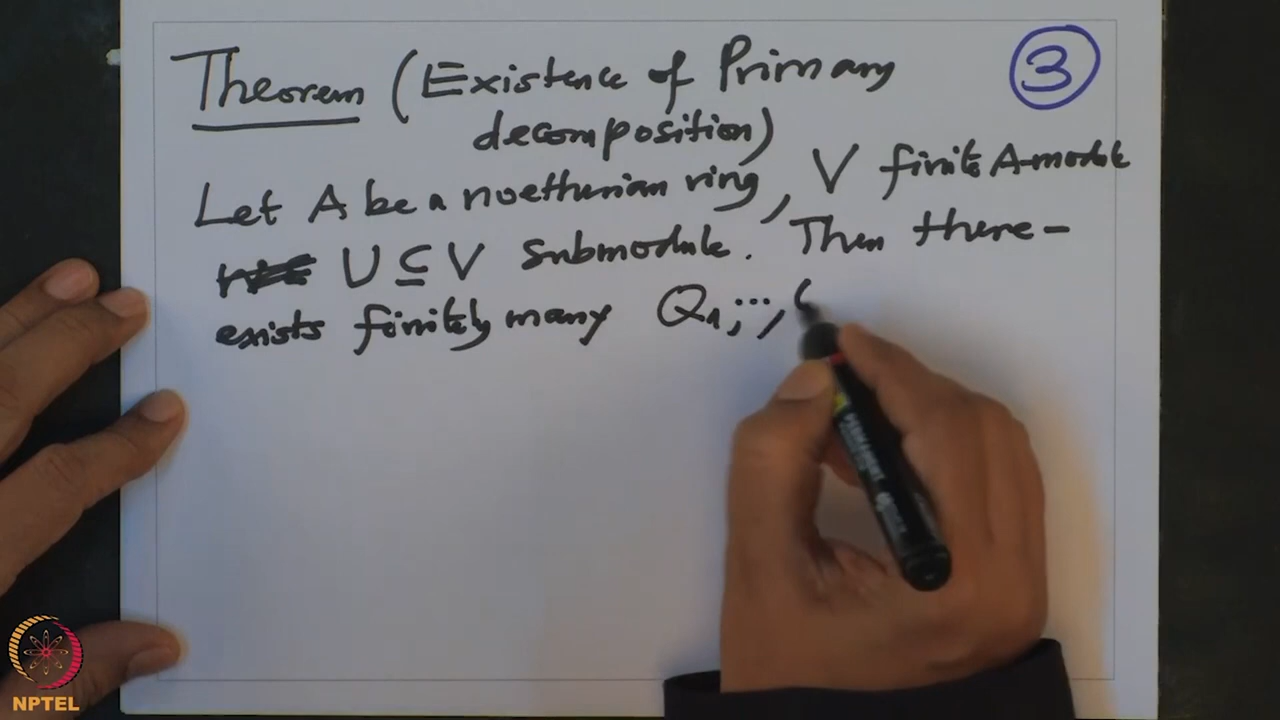 Theorem (Existence of Primary
3
decomposition)
Let A be a noetherian ring, V finite A-module
U ⊆ V submodule. Then there-
exists finitely many Q₁,...,
PERMANENT
NPTEL